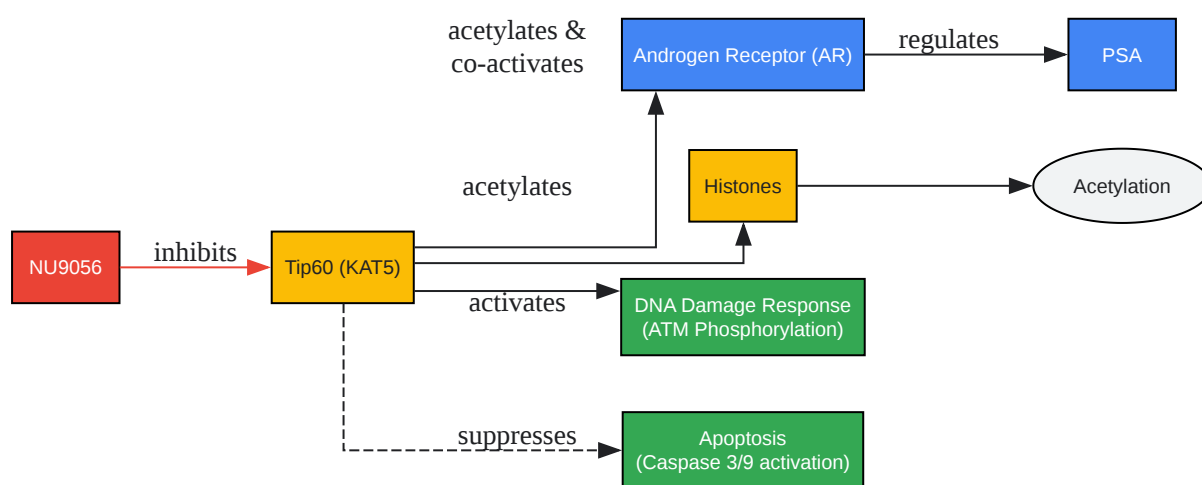 acetylates &
co-activates
Androgen Receptor (AR)
regulates
PSA
acetylates
Histones
Acetylation
NU9056
inhibits
Tip60 (KAT5)
activates
DNA Damage Response
(ATM Phosphorylation)
suppresses
Apoptosis
(Caspase 3/9 activation)